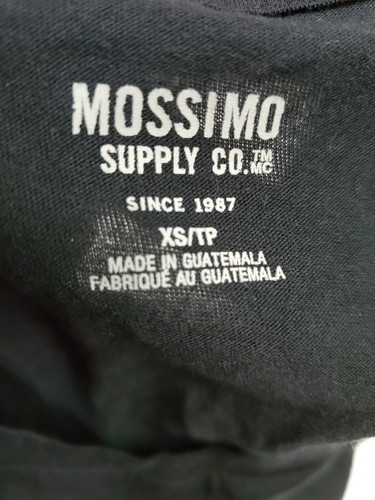 MOSSIMO
SUPPLY CO.™ MC
SINCE 1987
XS/TP
MADE IN GUATEMALA
FABRIQUÉ AU GUATEMALA